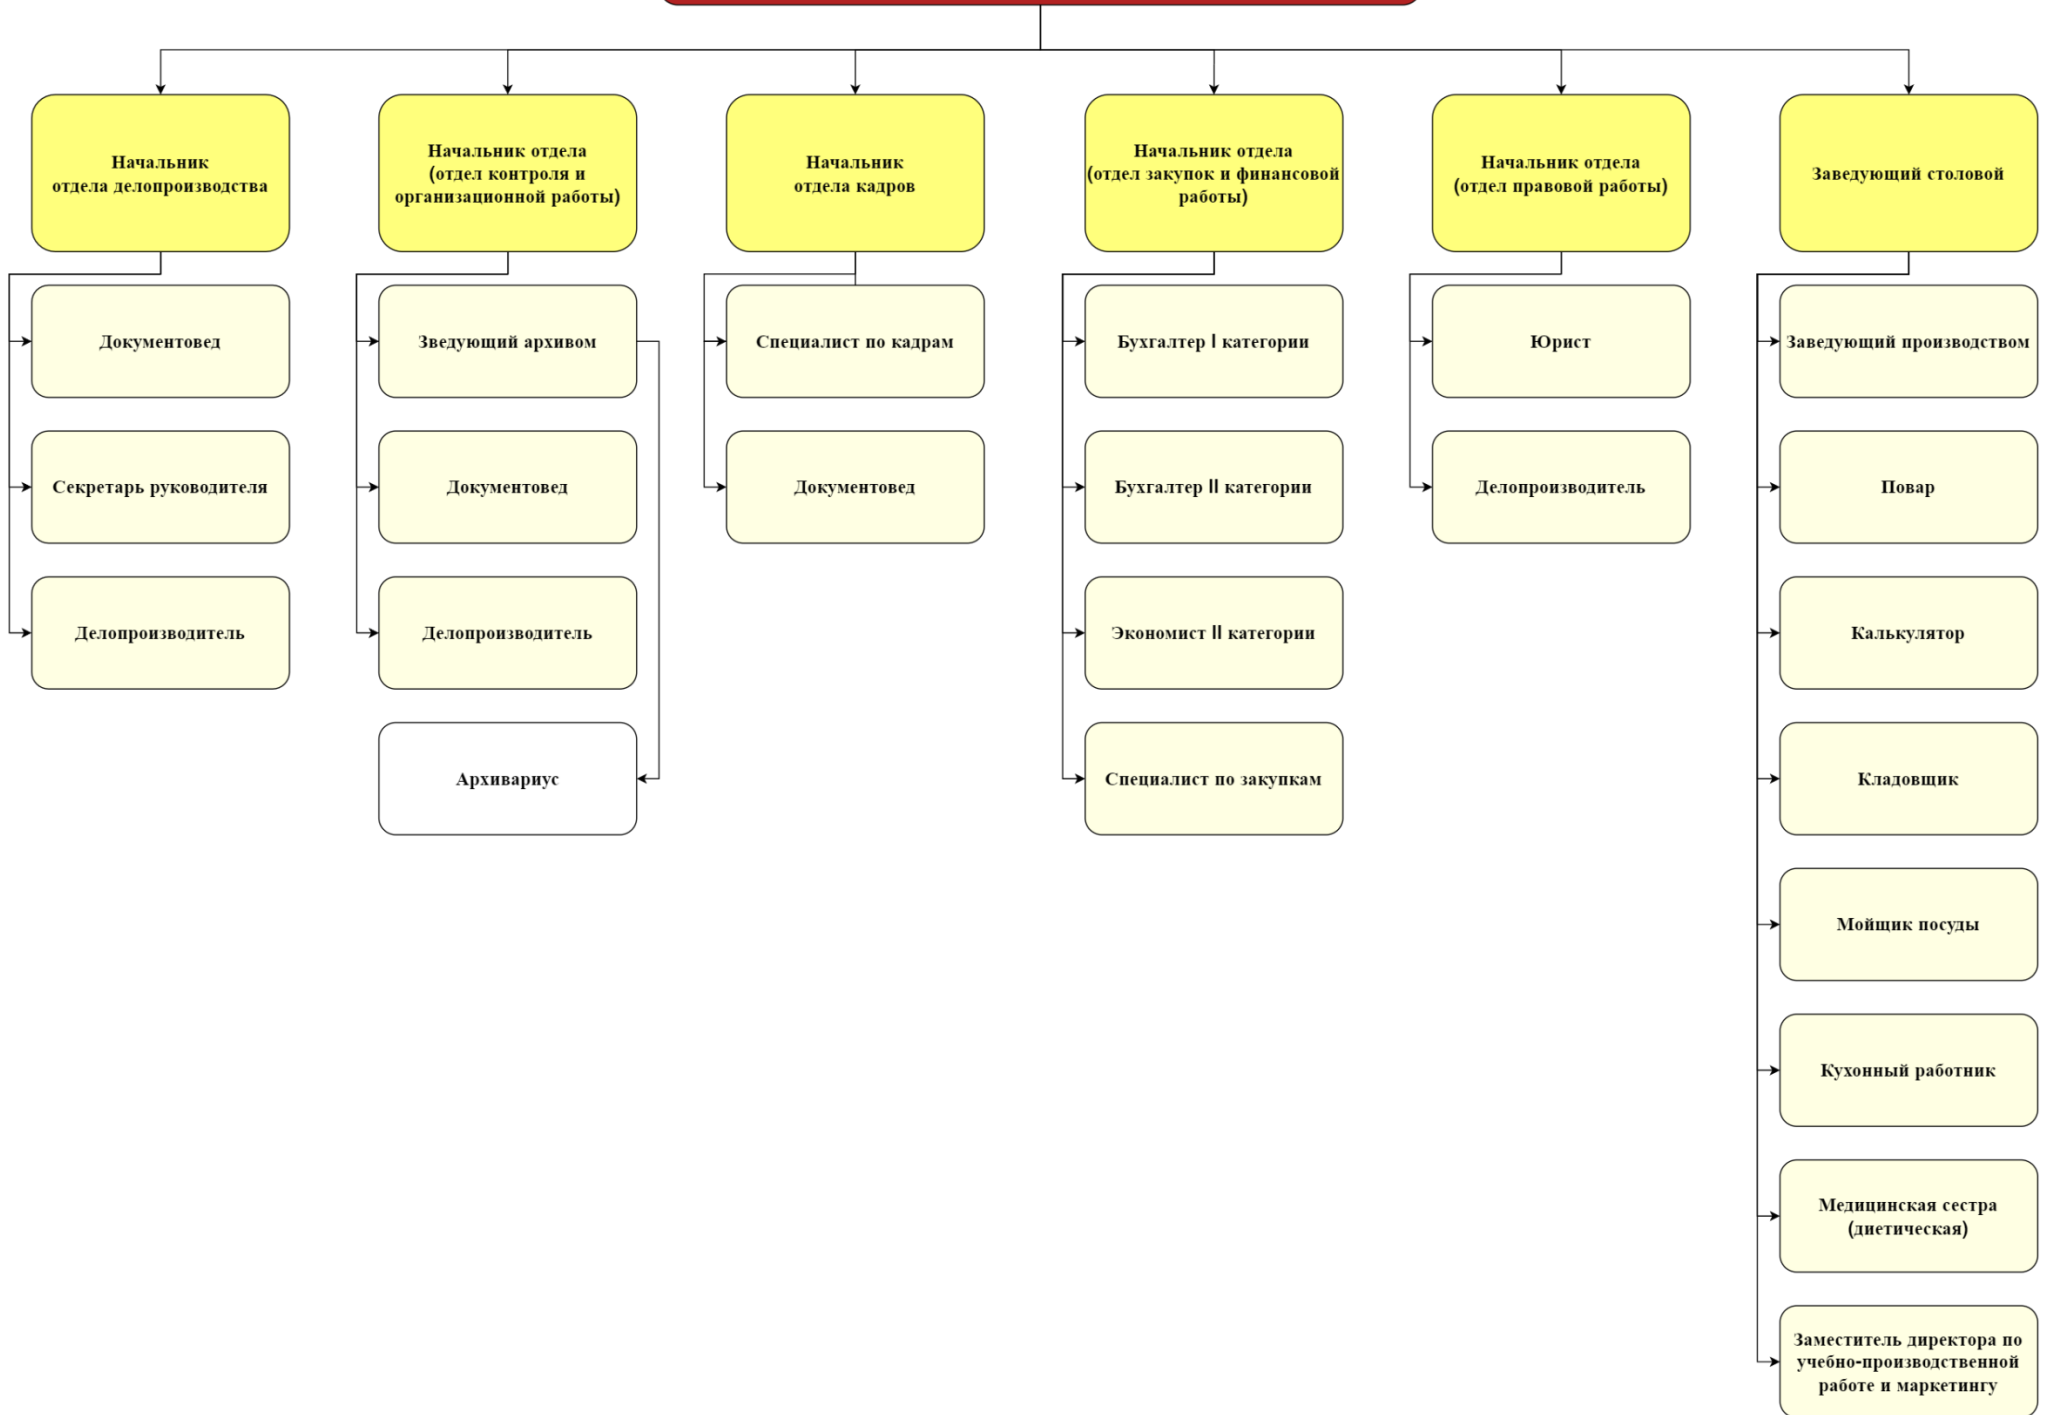 Начальник
отдела делопроизводства
Начальник отдела
(отдел контроля и
организационной работы)
Начальник
отдела кадров
Начальник отдела
(отдел закупок и финансовой
работы)
Начальник отдела
(отдел правовой работы)
Заведующий столовой
Документовед
Зведующий архивом
Специалист по кадрам
Бухгалтер I категории
Юрист
Заведующий производством
Секретарь руководителя
Документовед
Документовед
Бухгалтер II категории
Делопроизводитель
Повар
Делопроизводитель
Делопроизводитель
Экономист II категории
Калькулятор
Архивариус
Специалист по закупкам
Кладовщик
Мойщик посуды
Кухонный работник
Медицинская сестра
(диетическая)
Заместитель директора по
учебно-производственной
работе и маркетингу